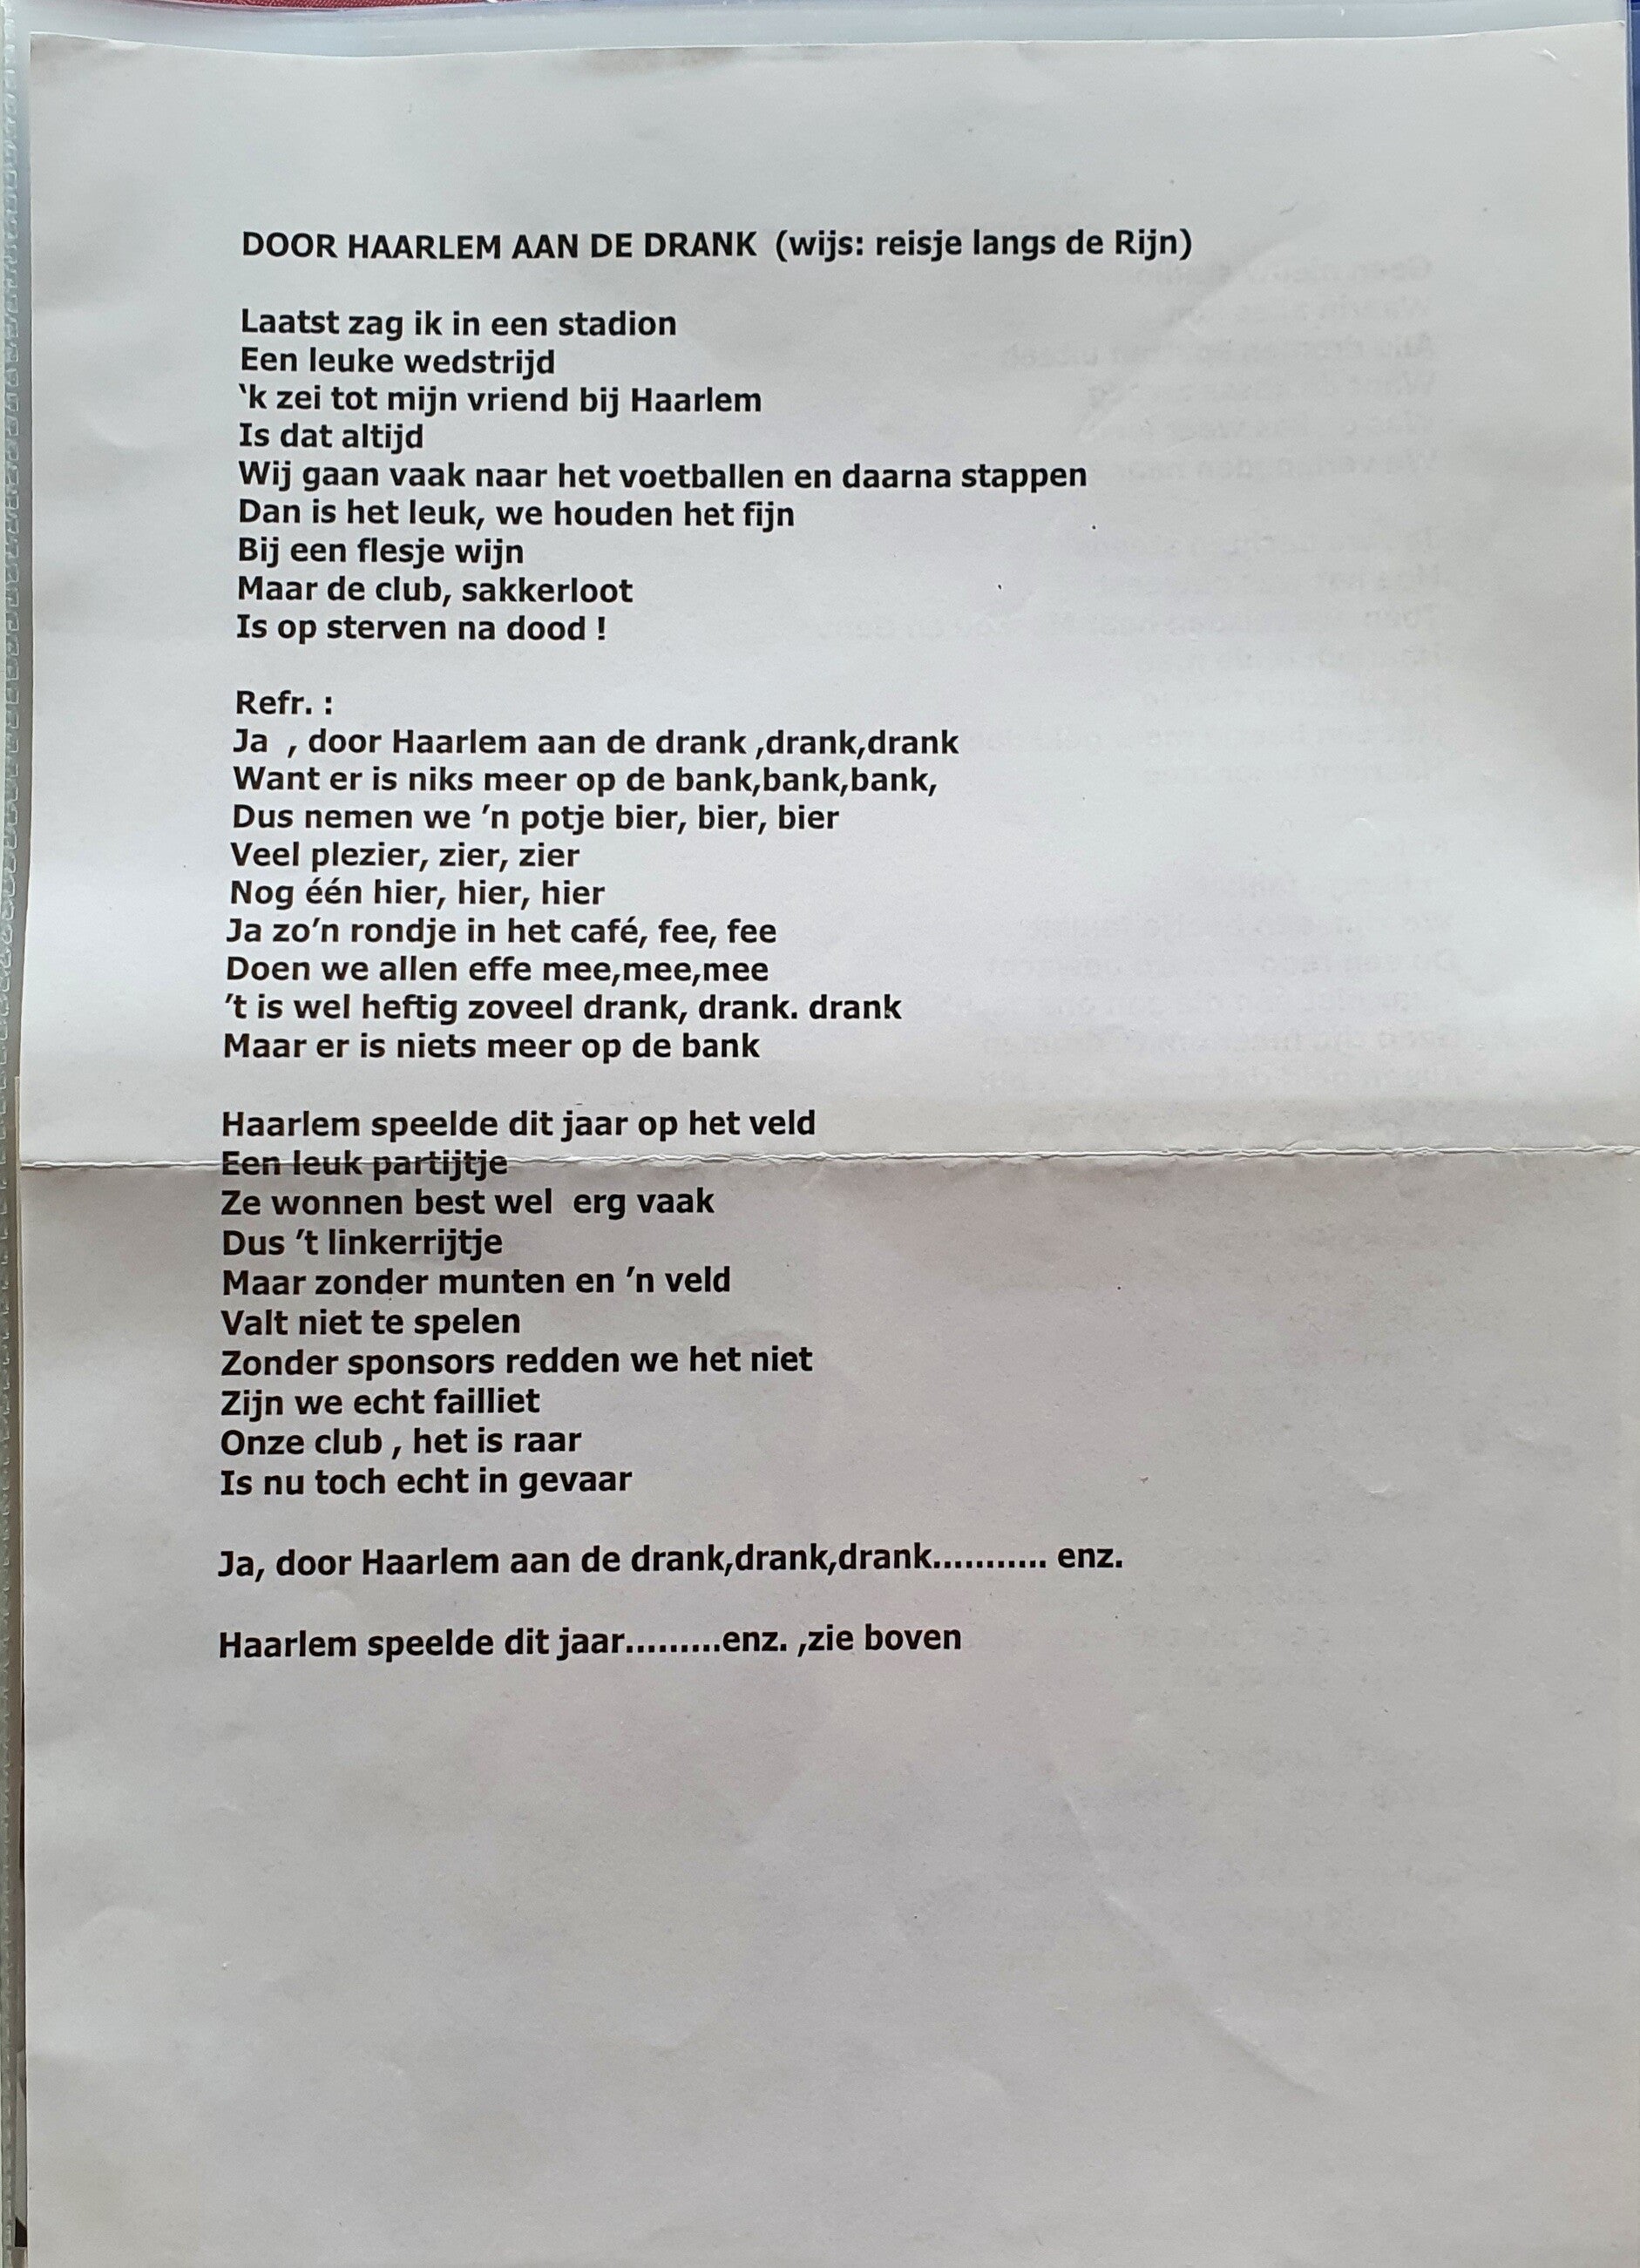 DOOR HAARLEM AAN DE DRANK (wijs: reisje langs de Rijn)
Laatst zag ik in een stadion
Een leuke wedstrijd
‘k zei tot mijn vriend bij Haarlem
Is dat altijd
Wij gaan vaak naar het voetballen en daarna stappen
Dan is het leuk, we houden het fijn
Bij een flesje wijn
Maar de club, sakkerloot
Is op sterven na dood !
Refr. :
Ja , door Haarlem aan de drank ,drank,drank
Want er is niks meer op de bank,bank,bank,
Dus nemen we ’n potje bier, bier, bier
Veel plezier, zier, zier
Nog één hier, hier, hier
Ja zo’n rondje in het café, fee, fee
Doen we allen effe mee,mee,mee
’t is wel heftig zoveel drank, drank. drank
Maar er is niets meer op de bank
Haarlem speelde dit jaar op het veld
Een leuk partijtje
Ze wonnen best wel erg vaak
Dus ’t linkerrijtje
Maar zonder munten en ’n veld
Valt niet te spelen
Zonder sponsors redden we het niet
Zijn we echt failliet
Onze club , het is raar
Is nu toch echt in gevaar
Ja, door Haarlem aan de drank,drank,drank........... enz.
Haarlem speelde dit jaar.........enz. ,zie boven